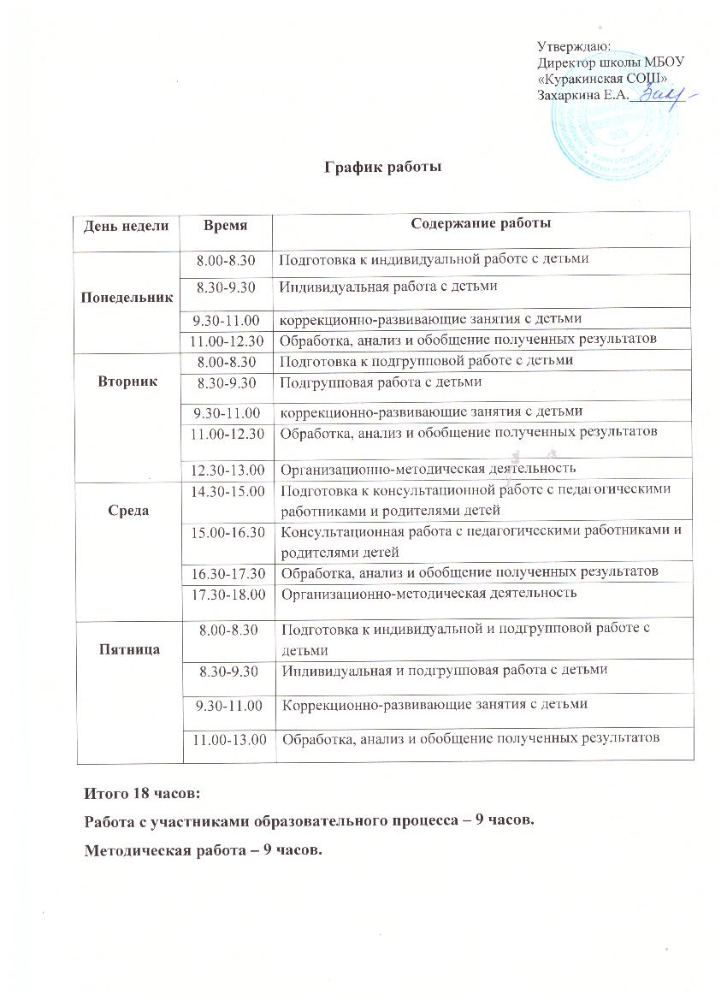 Утверждаю:
Директор школы МБОУ
«Куракинская СОШ»
Захаркина Е.А.
График работы
День недели Время Содержание работы
Понедельник
8.00-8.30 Подготовка к индивидуальной работе с детьми
8.30-9.30 Индивидуальная работа с детьми
9.30-11.00 коррекционно-развивающие занятия с детьми
11.00-12.30 Обработка, анализ и обобщение полученных результатов
Вторник
8.00-8.30 Подготовка к подгрупповой работе с детьми
8.30-9.30 Подгрупповая работа с детьми
9.30-11.00 коррекционно-развивающие занятия с детьми
11.00-12.30 Обработка, анализ и обобщение полученных результатов
12.30-13.00 Организационно-методическая деятельность
Среда
14.30-15.00 Подготовка к консультационной работе с педагогическими
работниками и родителями детей
15.00-16.30 Консультационная работа с педагогическими работниками и
родителями детей
16.30-17.30 Обработка, анализ и обобщение полученных результатов
17.30-18.00 Организационно-методическая деятельность
Пятница
8.00-8.30 Подготовка к индивидуальной и подгрупповой работе с
детьми
8.30-9.30 Индивидуальная и подгрупповая работа с детьми
9.30-11.00 Коррекционно-развивающие занятия с детьми
11.00-13.00 Обработка, анализ и обобщение полученных результатов
Итого 18 часов:
Работа с участниками образовательного процесса – 9 часов.
Методическая работа – 9 часов.